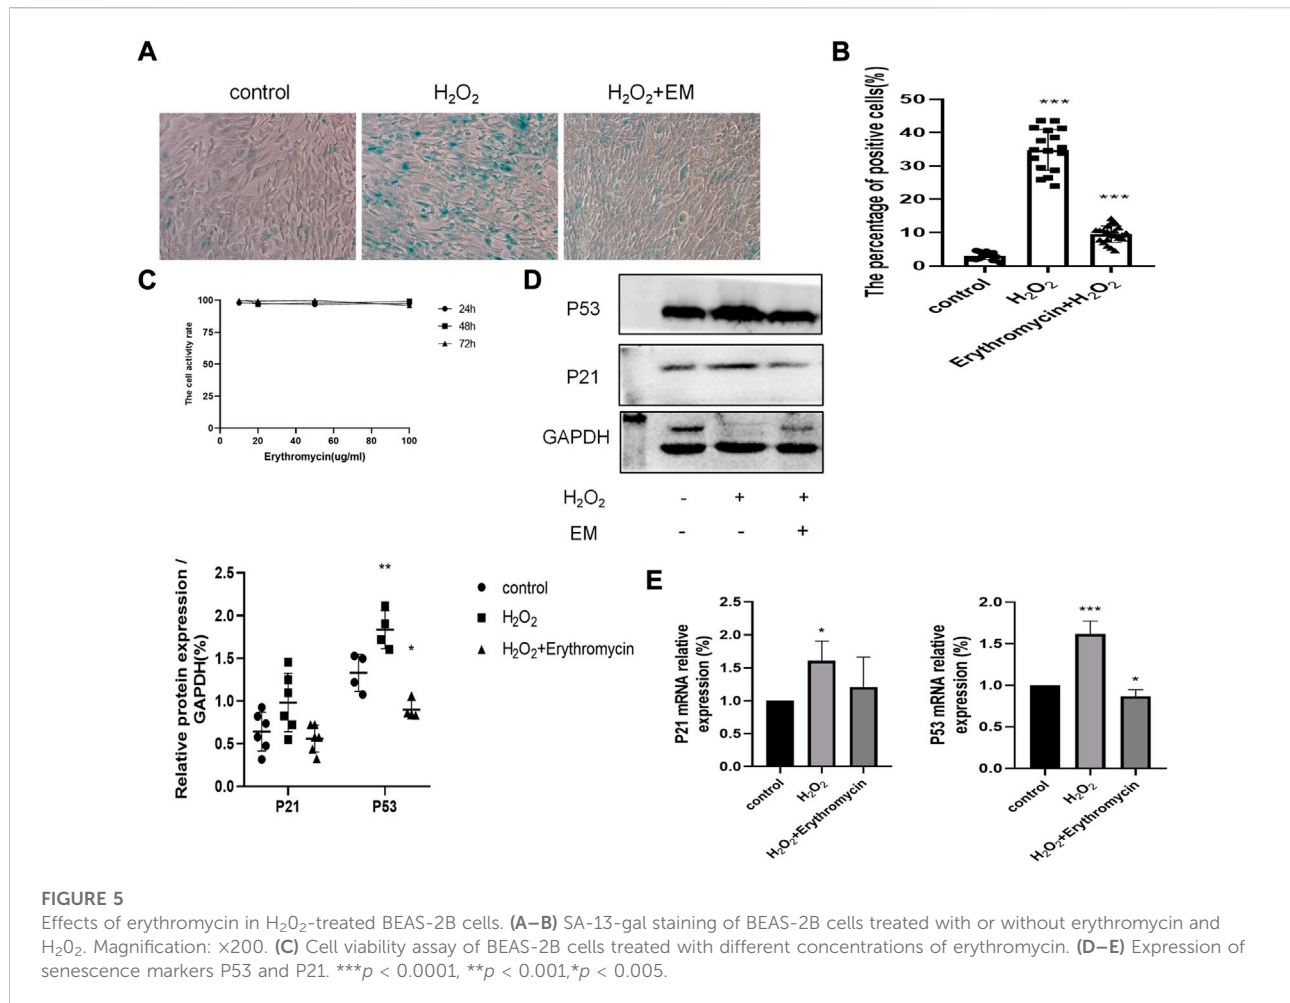 A
control
H₂O₂
H₂O₂+EM
B
The percentage of positive cells(%)
50
40
30
20
10
0
***
***
control
H₂O₂
Erythromycin+H₂O₂
C
The cell activity rate
100
75
50
25
0
0 20 40 60 80 100
Erythromycin(ug/ml)
24h
48h
72h
D
P53
P21
GAPDH
H₂O₂ - + +
EM - - +
Relative protein expression /
GAPDH(%)
2.5
2.0
1.5
1.0
0.5
0.0
**
*
P21 P53
control
H₂O₂
H₂O₂+Erythromycin
E
P21 mRNA relative
expression (%)
2.5
2.0
1.5
1.0
0.5
0.0
*
control
H₂O₂
H₂O₂+Erythromycin
P53 mRNA relative
expression (%)
2.0
1.5
1.0
0.5
0.0
***
*
control
H₂O₂
H₂O₂+Erythromycin
FIGURE 5
Effects of erythromycin in H₂0₂-treated BEAS-2B cells. (A–B) SA-13-gal staining of BEAS-2B cells treated with or without erythromycin and
H₂0₂. Magnification: ×200. (C) Cell viability assay of BEAS-2B cells treated with different concentrations of erythromycin. (D–E) Expression of
senescence markers P53 and P21. ***p < 0.0001, **p < 0.001,*p < 0.005.